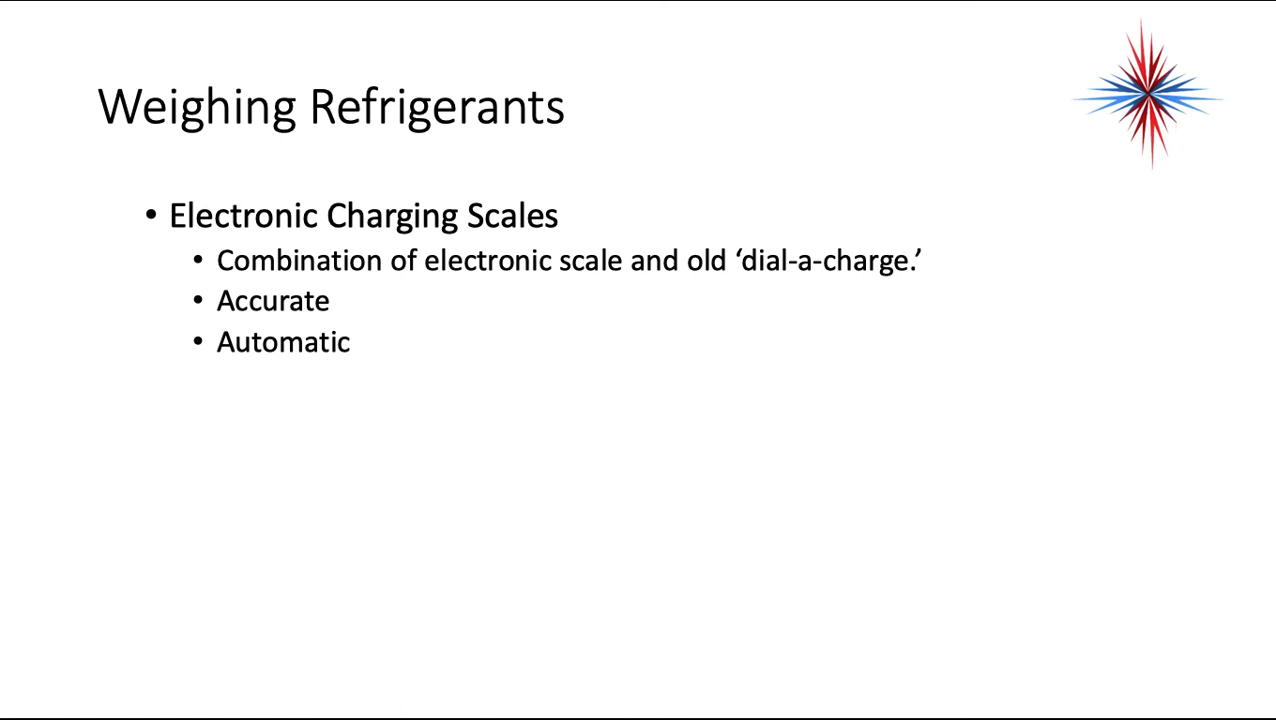 Weighing Refrigerants
• Electronic Charging Scales
• Combination of electronic scale and old ‘dial-a-charge.’
• Accurate
• Automatic